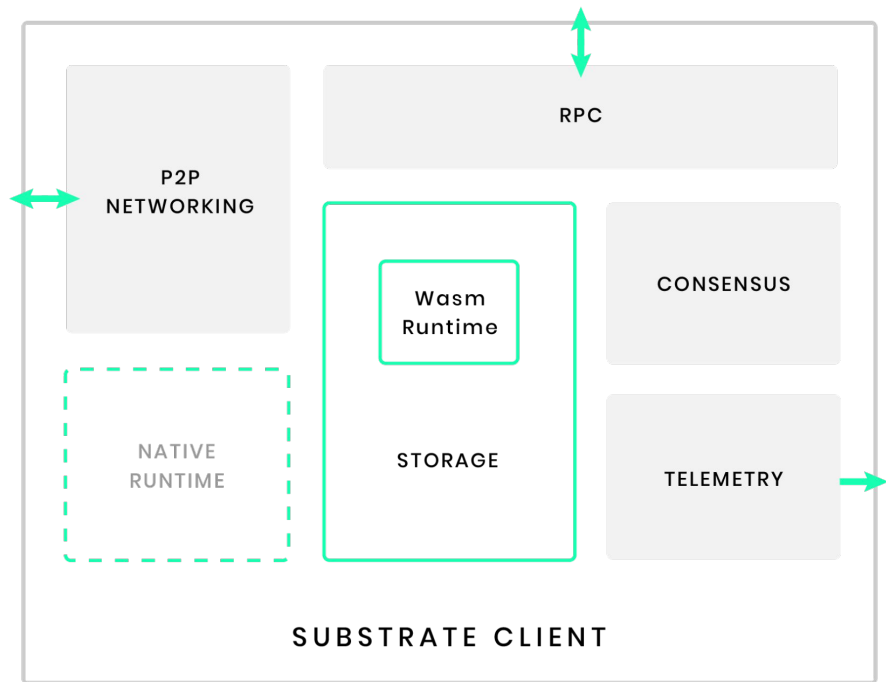 RPC
P2P
NETWORKING
Wasm
Runtime
CONSENSUS
NATIVE
RUNTIME
STORAGE
TELEMETRY
SUBSTRATE CLIENT